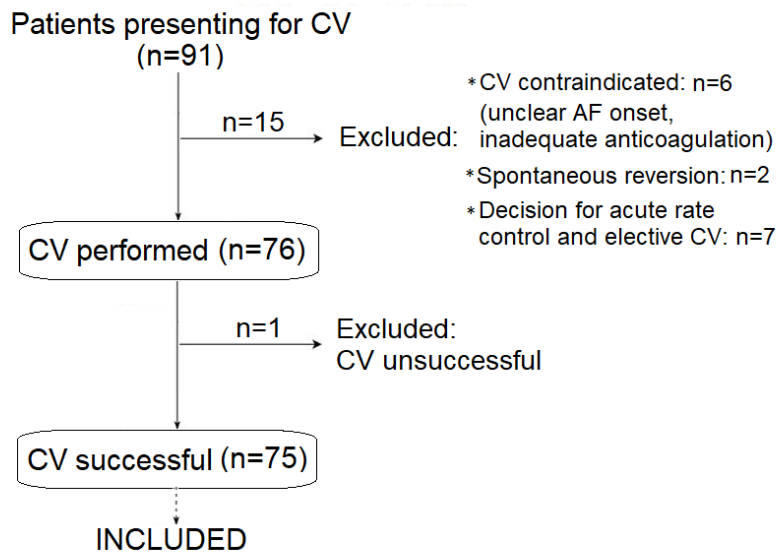 Patients presenting for CV
(n=91)
n=15
Excluded:
*CV contraindicated: n=6
(unclear AF onset,
inadequate anticoagulation)
*Spontaneous reversion: n=2
*Decision for acute rate
control and elective CV: n=7
CV performed (n=76)
n=1
Excluded:
CV unsuccessful
CV successful (n=75)
INCLUDED